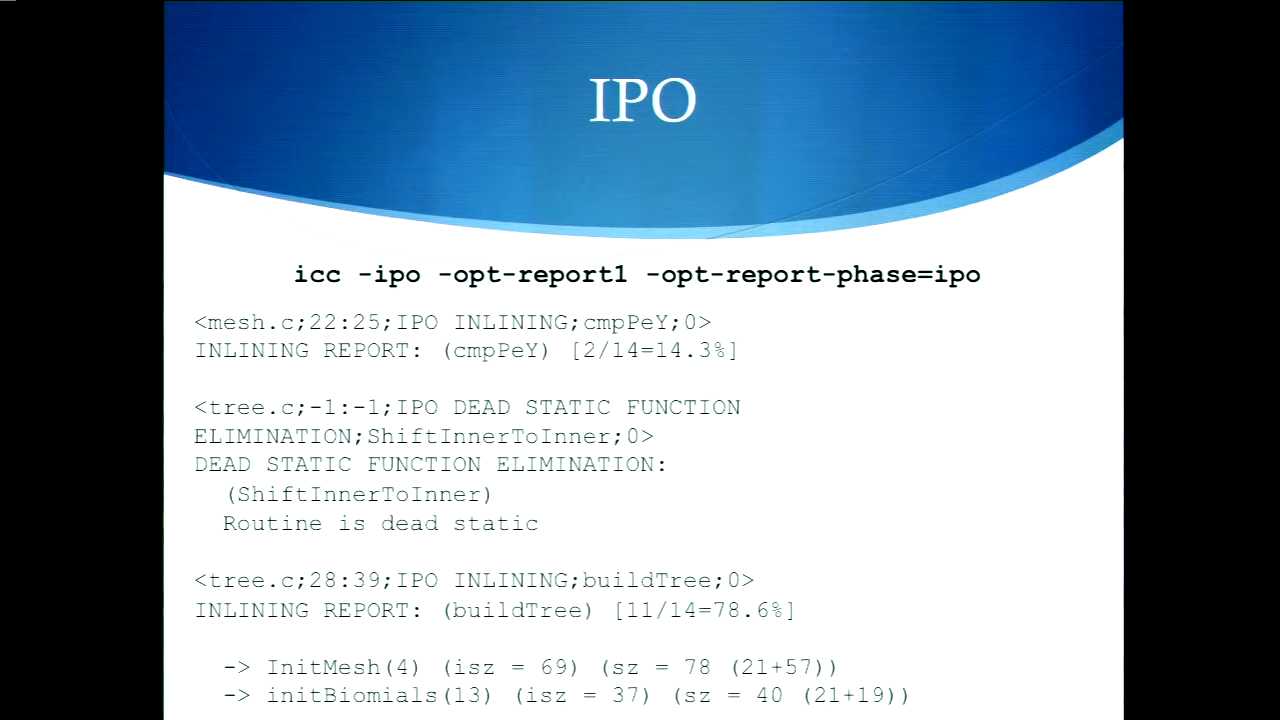 IPO
icc -ipo -opt-report1 -opt-report-phase=ipo
<mesh.c;22:25;IPO INLINING;cmpPeY;0>
INLINING REPORT: (cmpPeY) [2/14=14.3%]
<tree.c;-1:-1;IPO DEAD STATIC FUNCTION
ELIMINATION;ShiftInnerToInner;0>
DEAD STATIC FUNCTION ELIMINATION:
(ShiftInnerToInner)
Routine is dead static
<tree.c;28:39;IPO INLINING;buildTree;0>
INLINING REPORT: (buildTree) [11/14=78.6%]
-> InitMesh(4) (isz = 69) (sz = 78 (21+57))
-> initBiomials(13) (isz = 37) (sz = 40 (21+19))